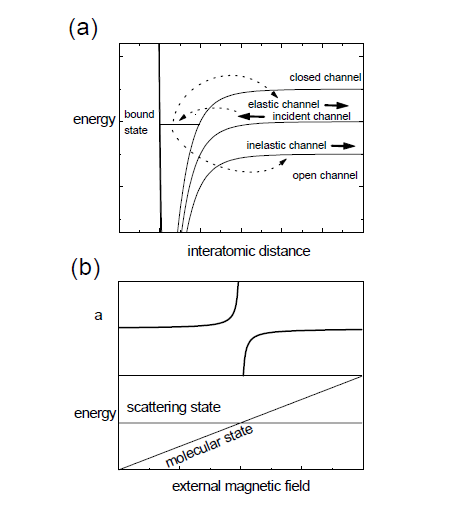 (a)
closed channel
elastic channel
incident channel
energy
bound
state
inelastic channel
open channel
interatomic distance
(b)
a
scattering state
energy
molecular state
external magnetic field